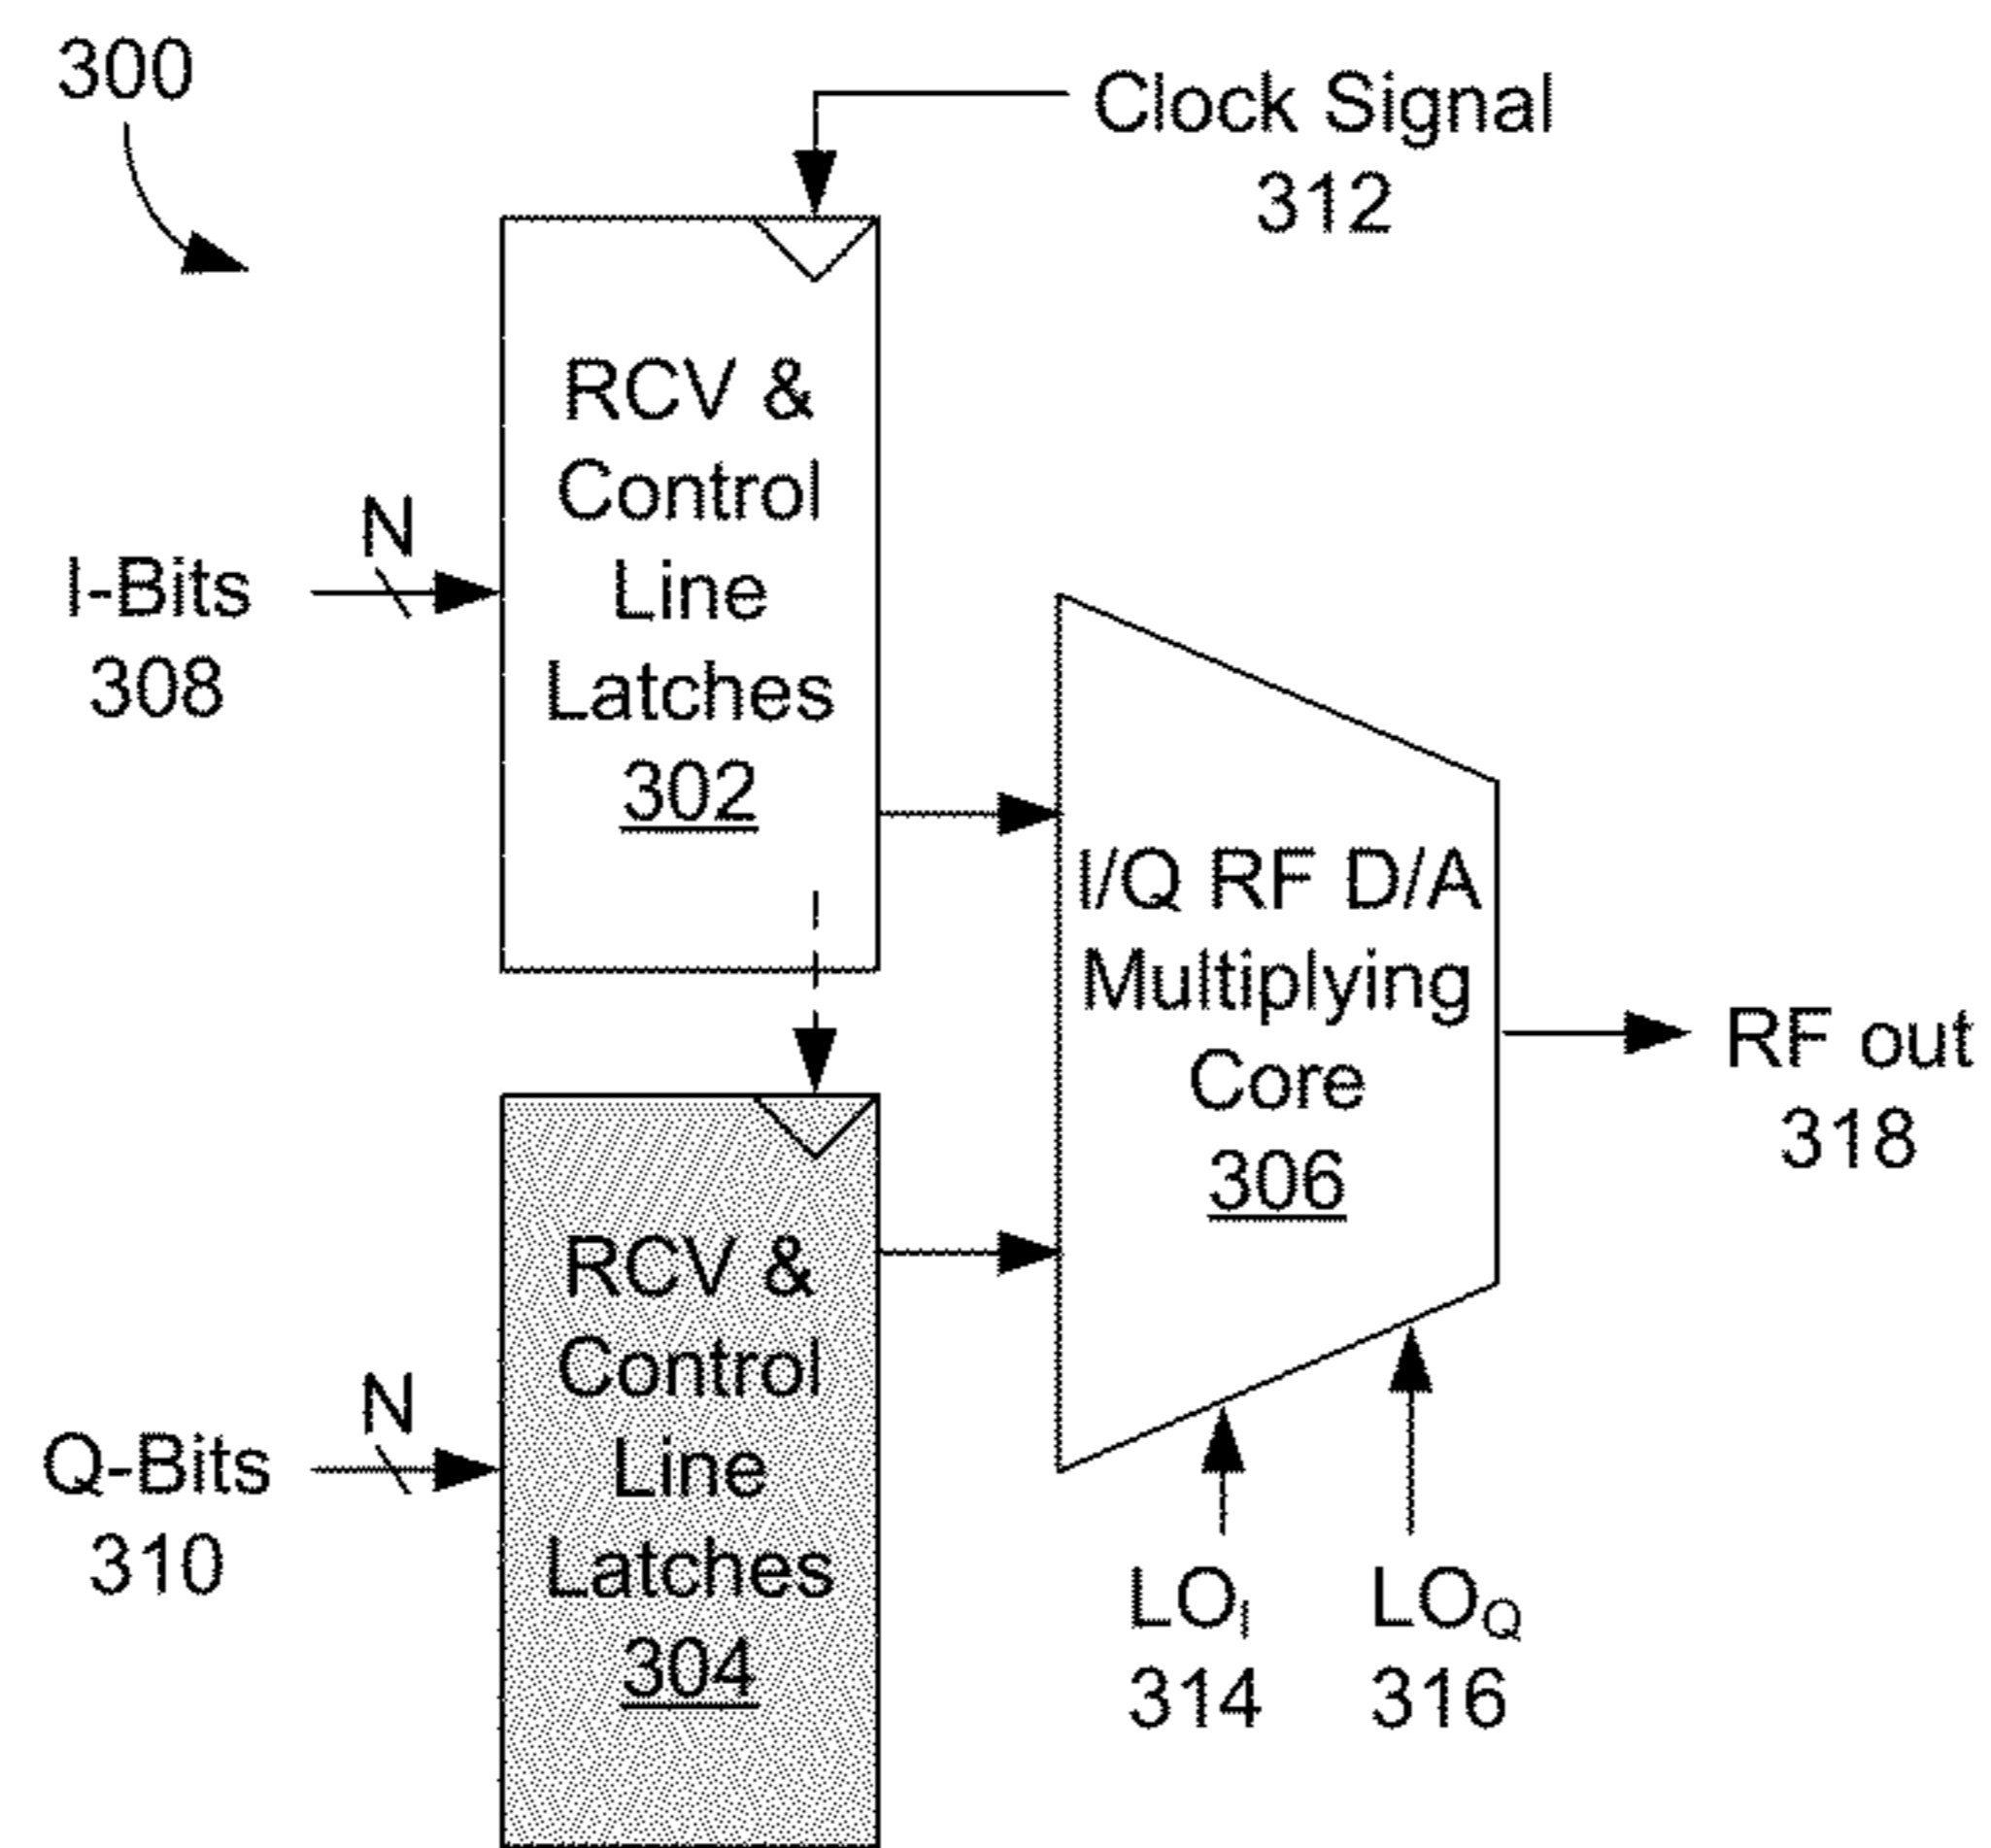 300
Clock Signal
312
RCV &
Control
Line
Latches
302
N
I-Bits
308
I/Q RF D/A
Multiplying
Core
306
RF out
318
RCV &
Control
Line
Latches
304
N
Q-Bits
310
LOI
314
LOQ
316